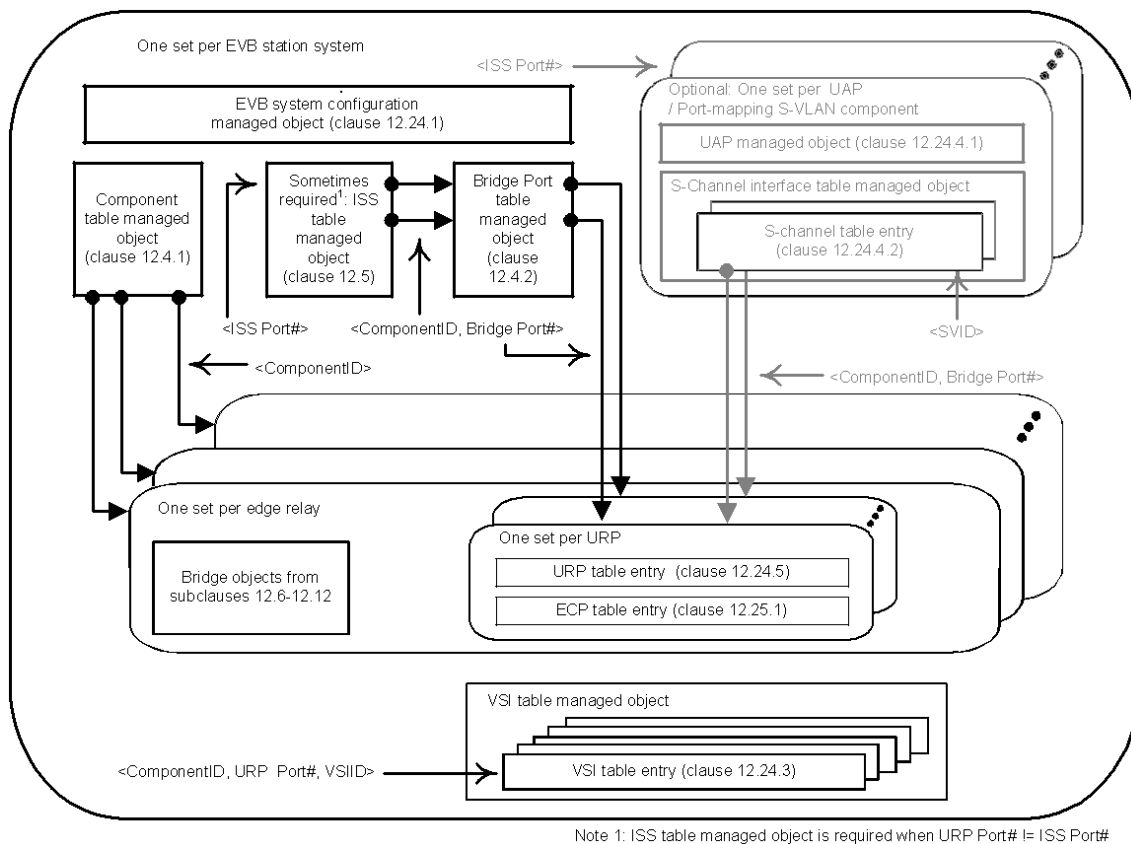 One set per EVB station system
<ISS Port#>
EVB system configuration
managed object (clause 12.24.1)
Optional: One set per UAP
/ Port-mapping S-VLAN component
UAP managed object (clause 12.24.4.1)
S-Channel interface table managed object
S-channel table entry
(clause 12.24.4.2)
Component
table managed
object
(clause 12.4.1)
Sometimes
required1: ISS
table
managed
object
(clause 12.5)
Bridge Port
table
managed
object
(clause
12.4.2)
<ISS Port#>
<ComponentID, Bridge Port#>
<SVID>
<ComponentID>
<ComponentID, Bridge Port#>
One set per edge relay
Bridge objects from
subclauses 12.6-12.12
One set per URP
URP table entry (clause 12.24.5)
ECP table entry (clause 12.25.1)
VSI table managed object
<ComponentID, URP Port#, VSIID>
VSI table entry (clause 12.24.3)
Note 1: ISS table managed object is required when URP Port# != ISS Port#